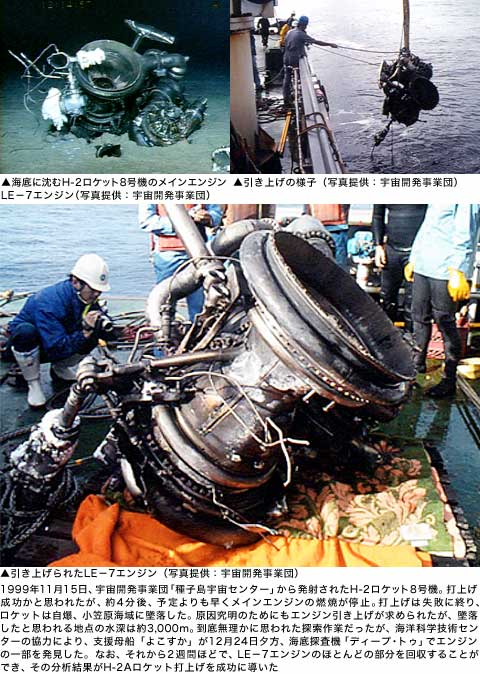 ▲海底に沈むH-2ロケット8号機のメインエンジン
LE－7エンジン（写真提供：宇宙開発事業団）
▲引き上げの様子（写真提供：宇宙開発事業団）
▲引き上げられたLE－7エンジン（写真提供：宇宙開発事業団）
1999年11月15日、宇宙開発事業団「種子島宇宙センター」から発射されたH-2ロケット8号機。打上げ
成功かと思われたが、約4分後、予定よりも早くメインエンジンの燃焼が停止。打上げは失敗に終り、
ロケットは自爆、小笠原海域に墜落した。原因究明のためにもエンジン引き上げが求められたが、墜落
したと思われる地点の水深は約3,000m。到底無理かに思われた探索作業だったが、海洋科学技術セン
ターの協力により、支援母船「よこすか」が12月24日夕方、海底探査機「ディープ・トゥ」でエンジン
の一部を発見した。なお、それから2週間ほどで、LE-7エンジンのほとんどの部分を回収することが
でき、その分析結果がH-2Aロケット打上げを成功に導いた